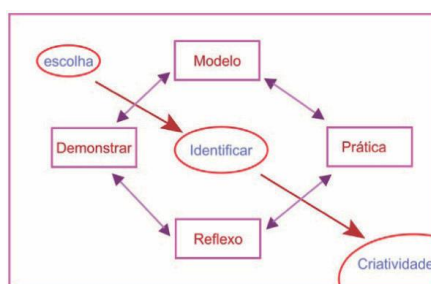 escolha
Modelo
Demonstrar
Identificar
Prática
Reflexo
Criatividade